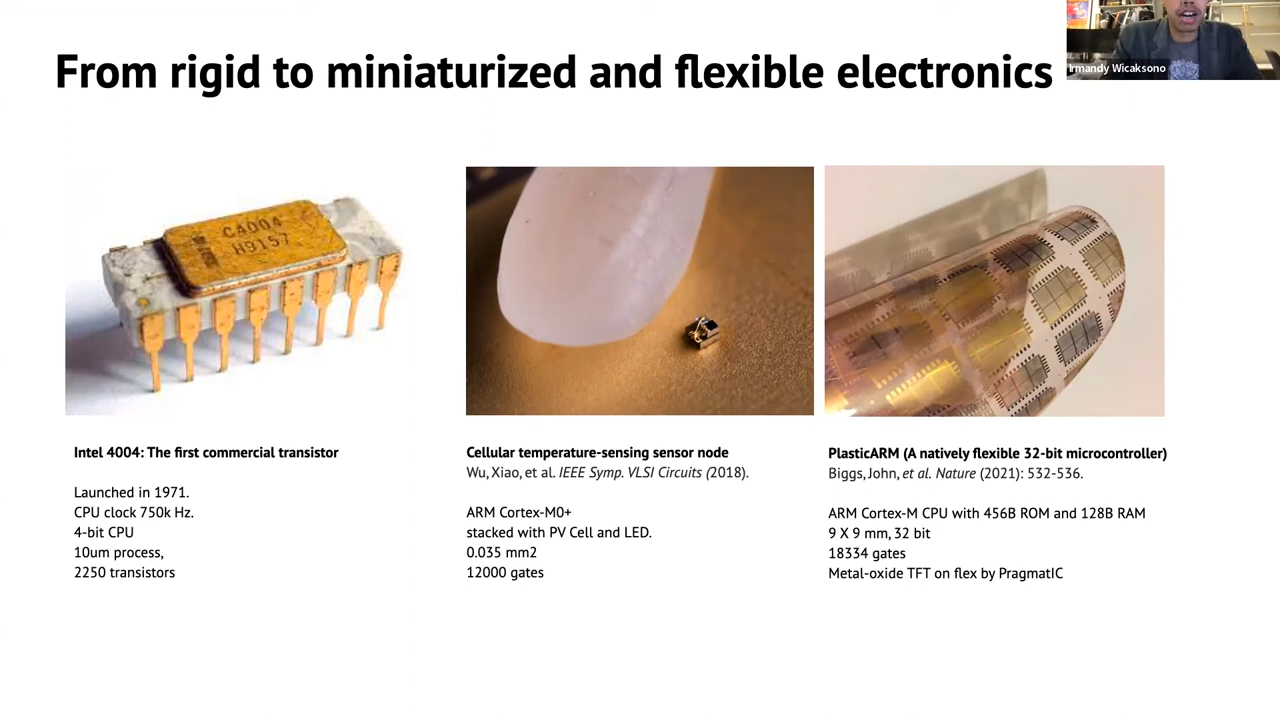 From rigid to miniaturized and flexible electronics
Irmandy Wicaksono
C4004
H9157
Intel 4004: The first commercial transistor
Launched in 1971.
CPU clock 750k Hz.
4-bit CPU
10um process,
2250 transistors
Cellular temperature-sensing sensor node
Wu, Xiao, et al. IEEE Symp. VLSI Circuits (2018).
ARM Cortex-M0+
stacked with PV Cell and LED.
0.035 mm2
12000 gates
PlasticARM (A natively flexible 32-bit microcontroller)
Biggs, John, et al. Nature (2021): 532-536.
ARM Cortex-M CPU with 456B ROM and 128B RAM
9 X 9 mm, 32 bit
18334 gates
Metal-oxide TFT on flex by PragmatIC